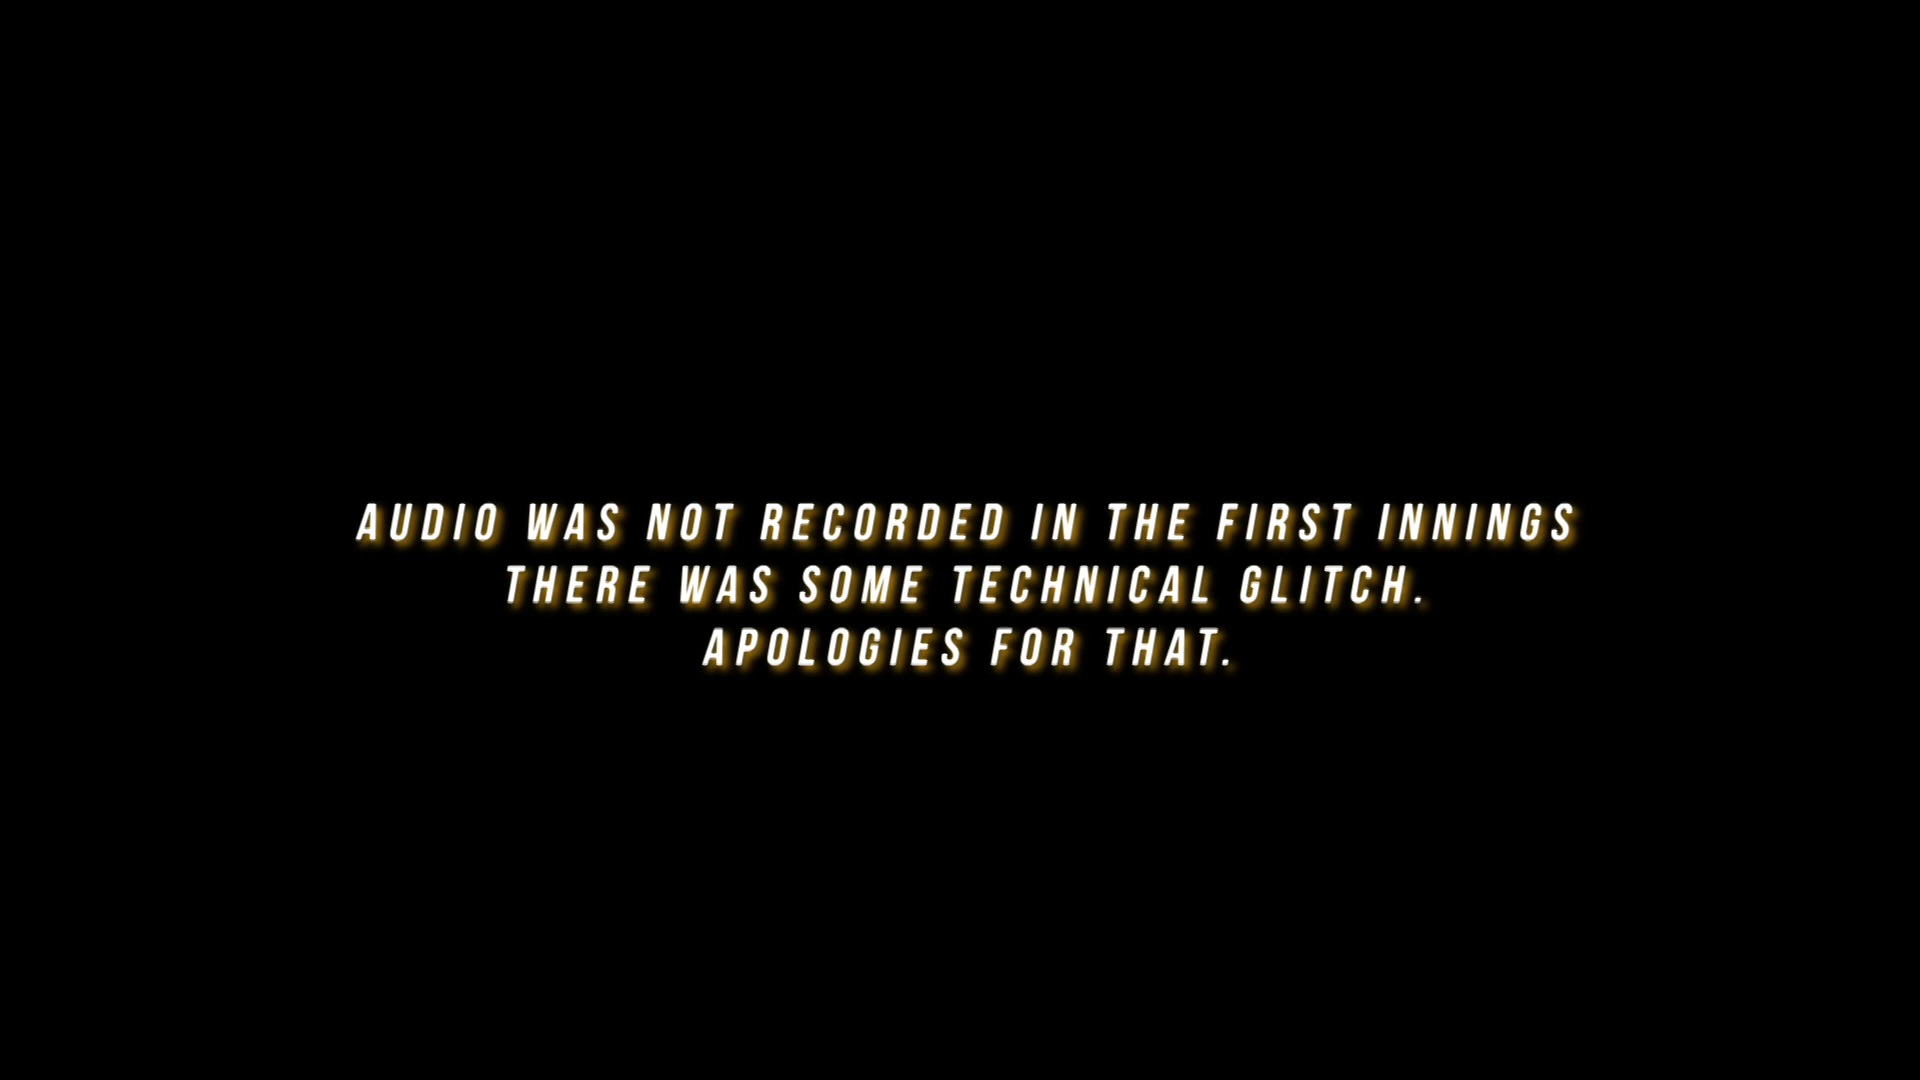 AUDIO WAS NOT RECORDED IN THE FIRST INNINGS
THERE WAS SOME TECHNICAL GLITCH.
APOLOGIES FOR THAT.